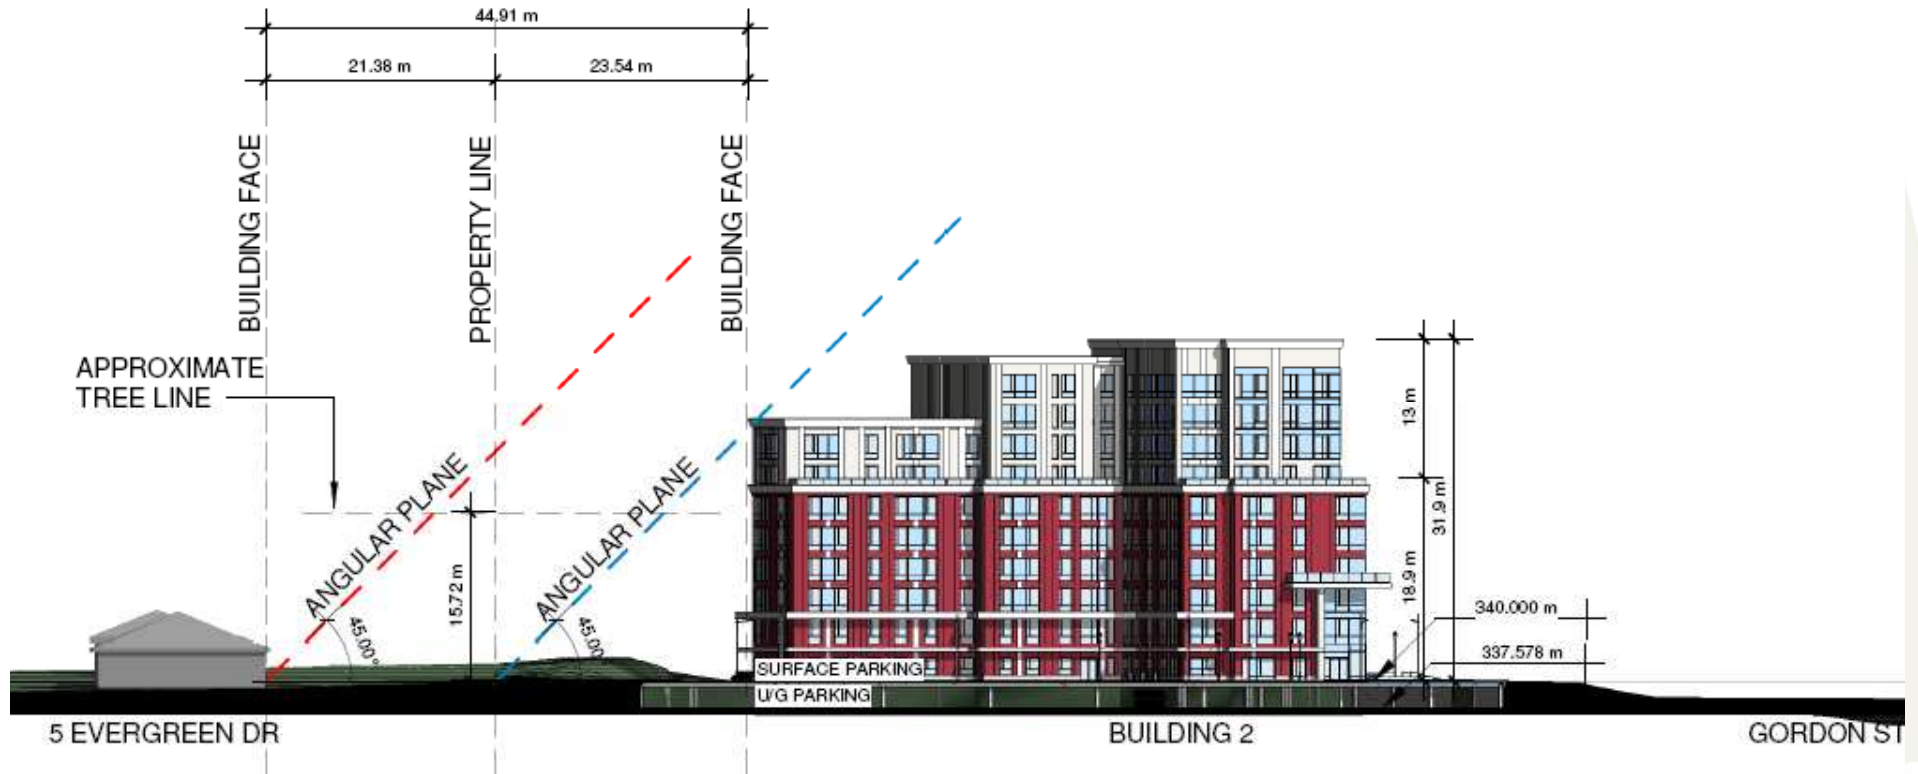 44.91 m
21.38 m
23.54 m
BUILDING FACE
PROPERTY LINE
BUILDING FACE
APPROXIMATE
TREE LINE
ANGULAR PLANE
ANGULAR PLANE
45.00°
45.00°
15.72 m
13 m
31.9 m
18.9 m
340.000 m
337.578 m
SURFACE PARKING
U/G PARKING
5 EVERGREEN DR
BUILDING 2
GORDON ST